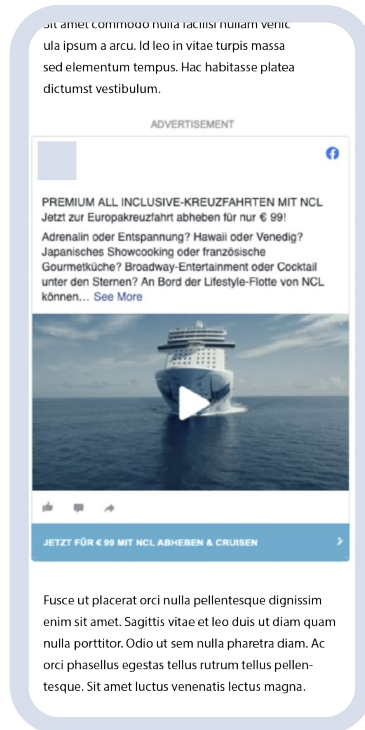 Sit amet commodo nulla facilisi nullam vehic
ula ipsum a arcu. Id leo in vitae turpis massa
sed elementum tempus. Hac habitasse platea
dictumst vestibulum.
ADVERTISEMENT
PREMIUM ALL INCLUSIVE-KREUZFAHRTEN MIT NCL
Jetzt zur Europakreuzfahrt abheben für nur € 99!
Adrenalin oder Entspannung? Hawaii oder Venedig?
Japanisches Showcooking oder französische
Gourmetküche? Broadway-Entertainment oder Cocktail
unter den Sternen? An Bord der Lifestyle-Flotte von NCL
können... See More
JETZT FÜR € 99 MIT NCL ABHEBEN & CRUISEN
Fusce ut placerat orci nulla pellentesque dignissim
enim sit amet. Sagittis vitae et leo duis ut diam quam
nulla porttitor. Odio ut sem nulla pharetra diam. Ac
orci phasellus egestas tellus rutrum tellus pellen-
tesque. Sit amet luctus venenatis lectus magna.